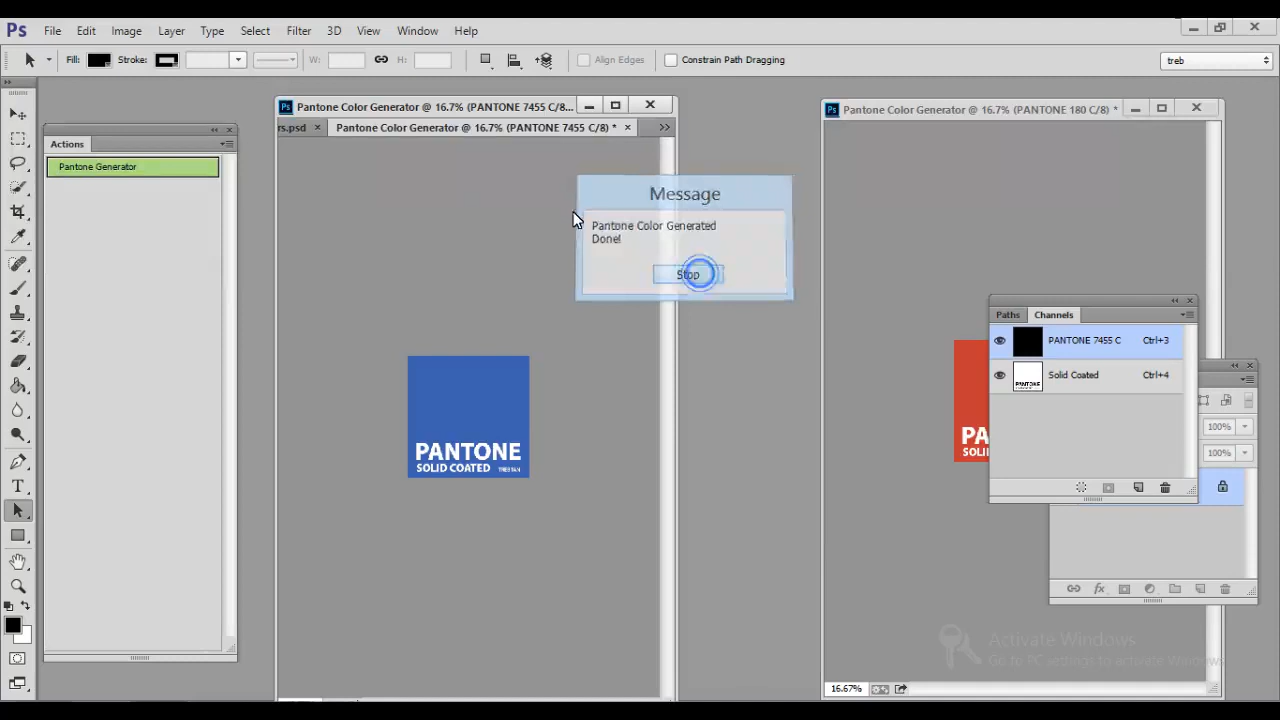 Ps File Edit Image Layer Type Select Filter 3D View Window Help
Fill: Stroke: W: H: Align Edges Constrain Path Dragging treb
Pantone Color Generator @ 16.7% (PANTONE 7455 C/8...
Pantone Color Generator @ 16.7% (PANTONE 180 C/8) *
rs.psd × Pantone Color Generator @ 16.7% (PANTONE 7455 C/8) * ×
Actions
Pantone Generator
Message
Pantone Color Generated
Done!
Stop
Paths Channels
PANTONE 7455 C Ctrl+3
Solid Coated Ctrl+4
100%
100%
PANTONE
SOLID COATED
PA
SOLI
Activate Windows
Go to PC settings to activate Windows.
16.67%